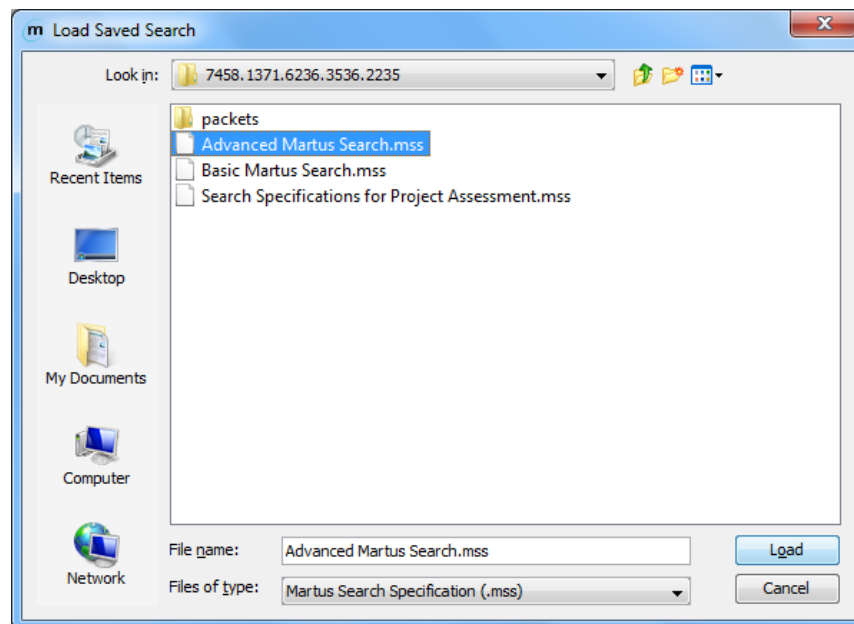 m Load Saved Search
Look in: 7458.1371.6236.3536.2235
packets
Advanced Martus Search.mss
Basic Martus Search.mss
Search Specifications for Project Assessment.mss
Recent Items
Desktop
My Documents
Computer
Network
File name: Advanced Martus Search.mss Load
Files of type: Martus Search Specification (.mss) Cancel